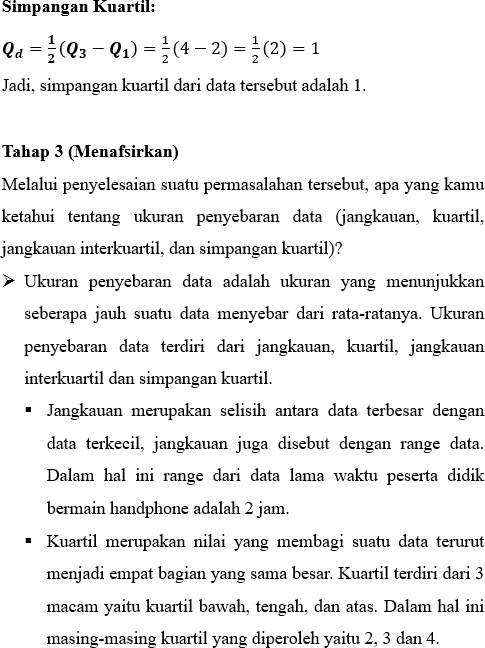 Simpangan Kuartil:
Q_d = 1/2 (Q_3 − Q_1) = 1/2 (4 − 2) = 1/2 (2) = 1
Jadi, simpangan kuartil dari data tersebut adalah 1.
Tahap 3 (Menafsirkan)
Melalui penyelesaian suatu permasalahan tersebut, apa yang kamu
ketahui tentang ukuran penyebaran data (jangkauan, kuartil,
jangkauan interkuartil, dan simpangan kuartil)?
➢ Ukuran penyebaran data adalah ukuran yang menunjukkan
seberapa jauh suatu data menyebar dari rata-ratanya. Ukuran
penyebaran data terdiri dari jangkauan, kuartil, jangkauan
interkuartil dan simpangan kuartil.
▪ Jangkauan merupakan selisih antara data terbesar dengan
data terkecil, jangkauan juga disebut dengan range data.
Dalam hal ini range dari data lama waktu peserta didik
bermain handphone adalah 2 jam.
▪ Kuartil merupakan nilai yang membagi suatu data terurut
menjadi empat bagian yang sama besar. Kuartil terdiri dari 3
macam yaitu kuartil bawah, tengah, dan atas. Dalam hal ini
masing-masing kuartil yang diperoleh yaitu 2, 3 dan 4.